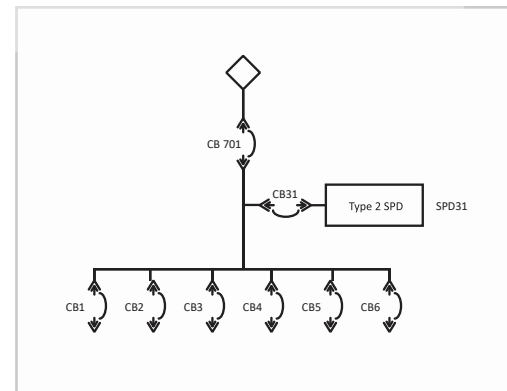 CB 701
CB31
Type 2 SPD
SPD31
CB1
CB2
CB3
CB4
CB5
CB6